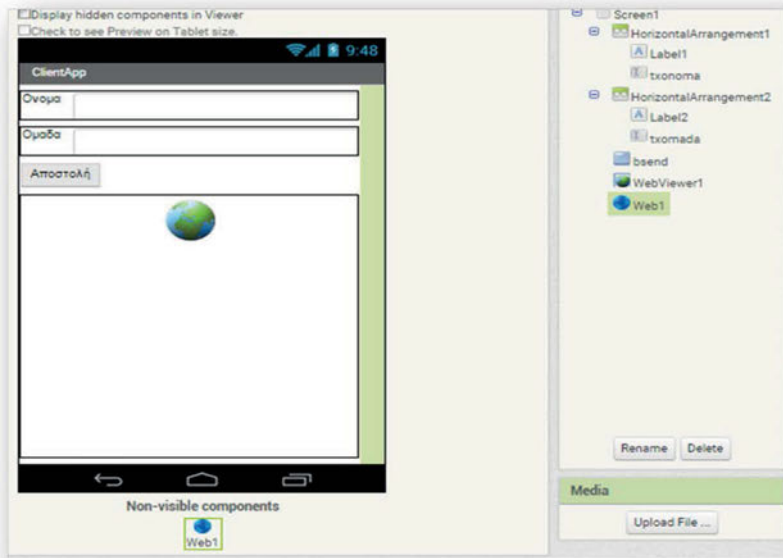 Display hidden components in Viewer
Check to see Preview on Tablet size.
9:48
ClientApp
Ονομα
Ομαδα
Αποστολή
Non-visible components
Web1
Screen1
HorizontalArrangement1
Label1
txonoma
HorizontalArrangement2
Label2
txomada
bsend
WebViewer1
Web1
Rename Delete
Media
Upload File ...